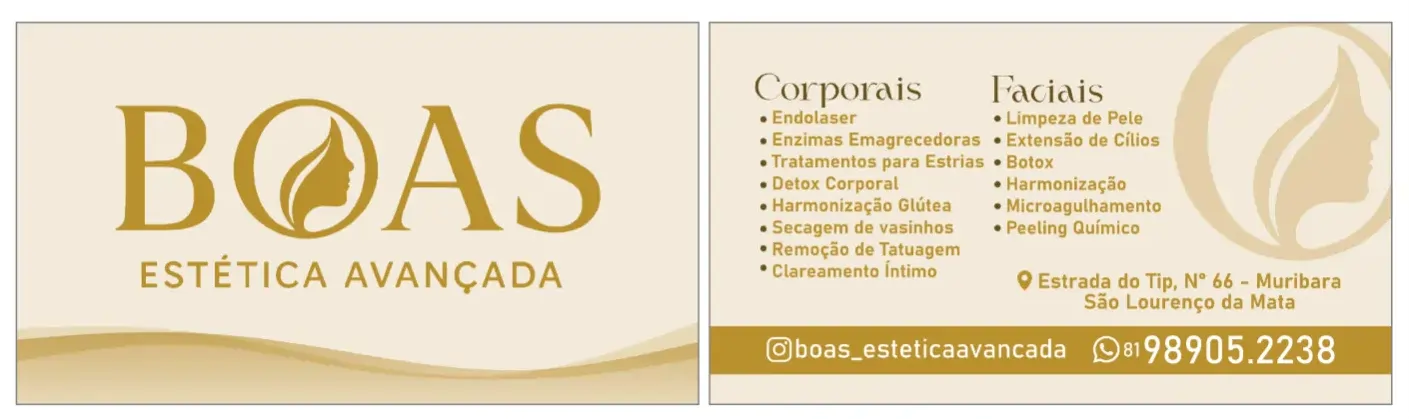 BOAS
ESTÉTICA AVANÇADA
Corporais
• Endolaser
• Enzimas Emagrecedoras
• Tratamentos para Estrias
• Detox Corporal
• Harmonização Glútea
• Secagem de vasinhos
• Remoção de Tatuagem
• Clareamento Íntimo
Faciais
• Limpeza de Pele
• Extensão de Cílios
• Botox
• Harmonização
• Microagulhamento
• Peeling Químico
Estrada do Tip, Nº 66 - Muribara
São Lourenço da Mata
boas_esteticaavancada 81 98905.2238